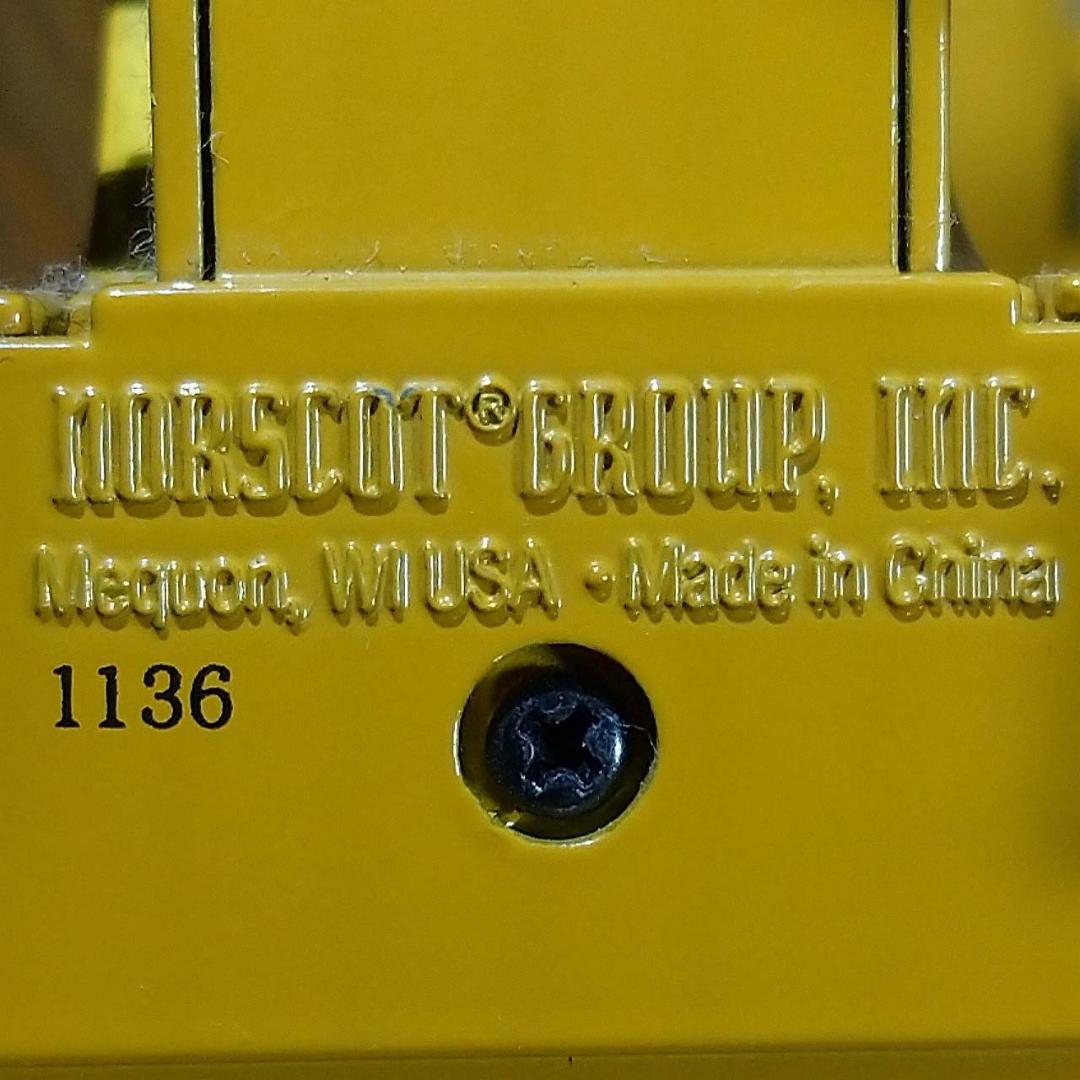 NORSCOT® GROUP, INC.
Mequon, WI USA • Made in China
1136